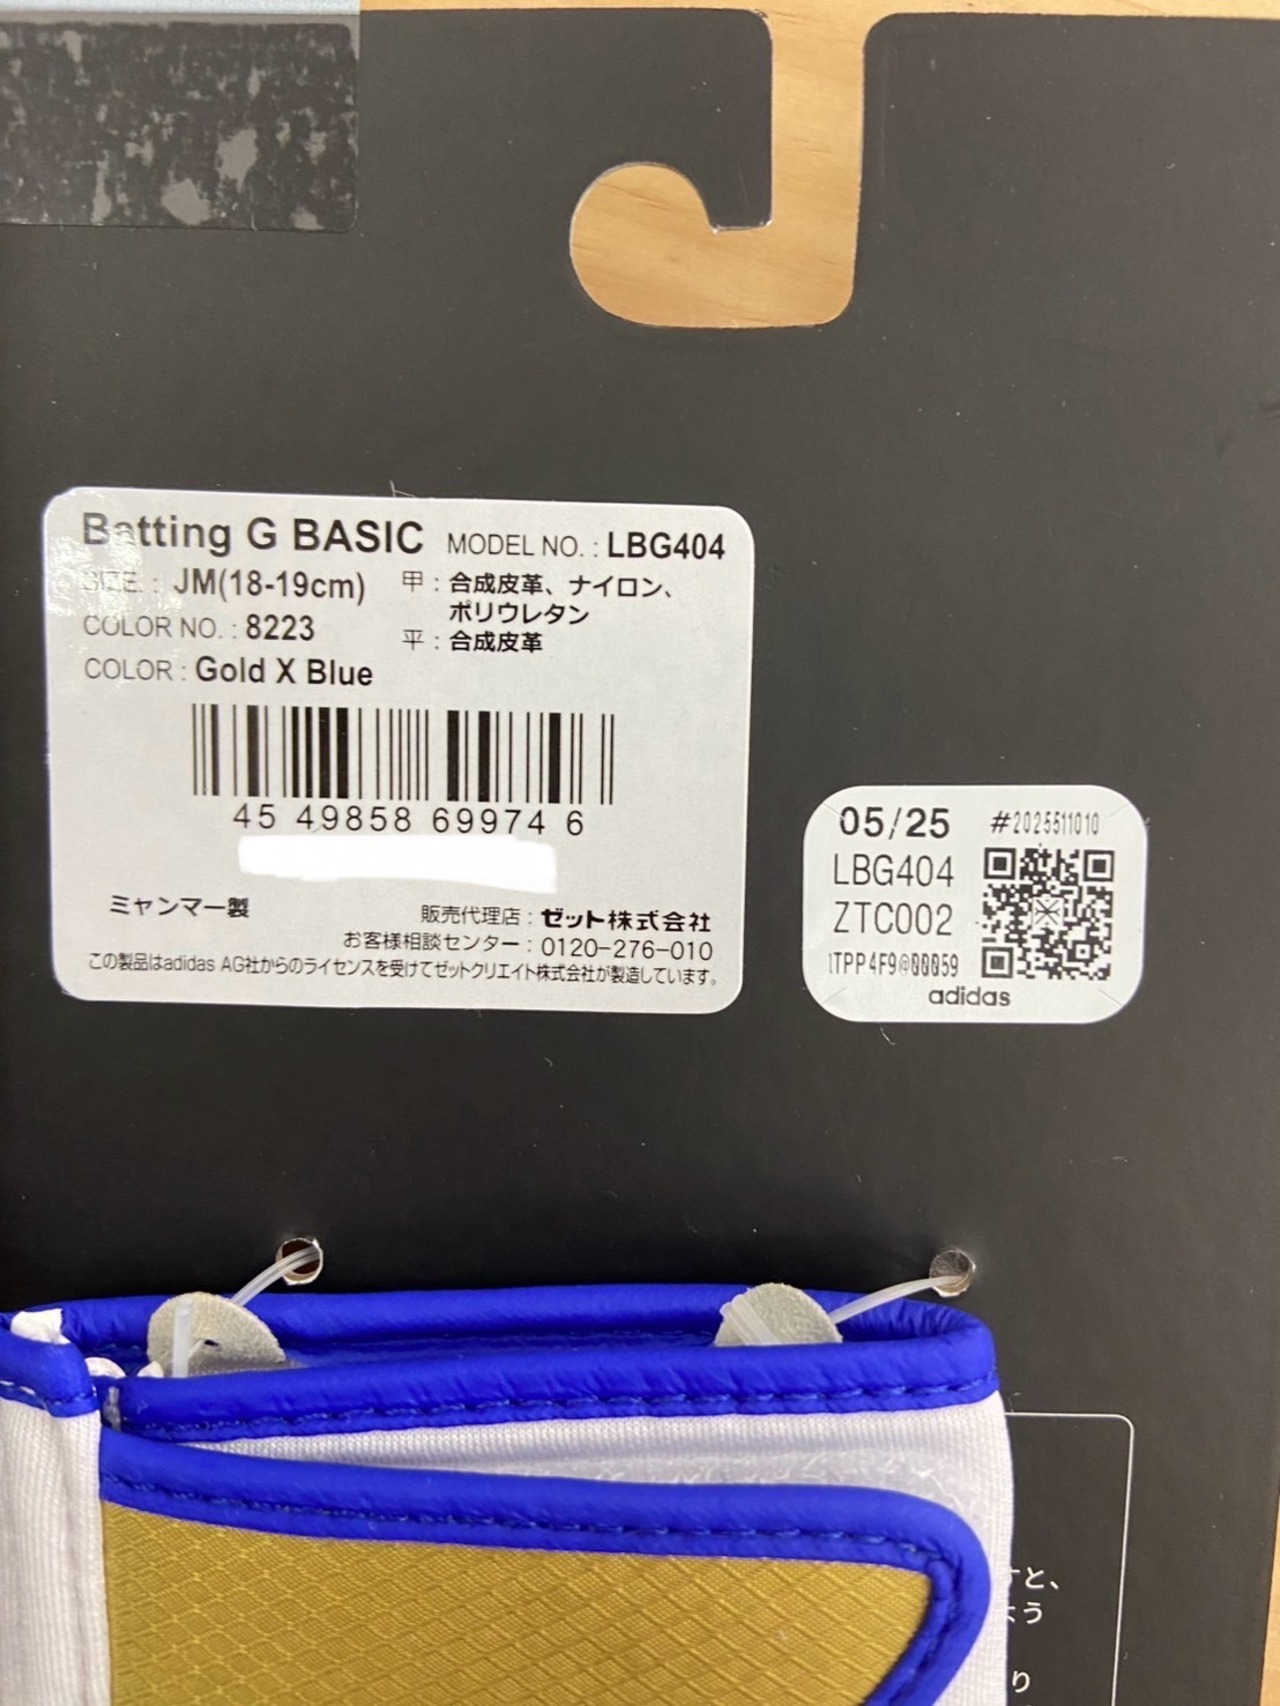 Batting G BASIC MODEL NO. : LBG404
SIZE. : JM(18-19cm)
甲 : 合成皮革、ナイロン、
ポリウレタン
COLOR NO. : 8223
平 : 合成皮革
COLOR : Gold X Blue
45 49858 69974 6
ミャンマー製
販売代理店 : ゼット株式会社
お客様相談センター : 0120-276-010
この製品はadidas AG社からのライセンスを受けてゼットクリエイト株式会社が製造しています。
05/25 #2025511010
LBG404
ZTC002
1TPP4F9@00059
adidas
すと、
よう
り